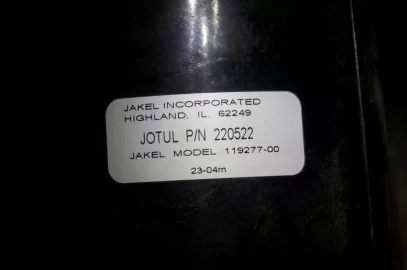 JAKEL INCORPORATED
HIGHLAND, IL. 62249
JOTUL P/N 220522
JAKEL MODEL 119277-00
23-04m